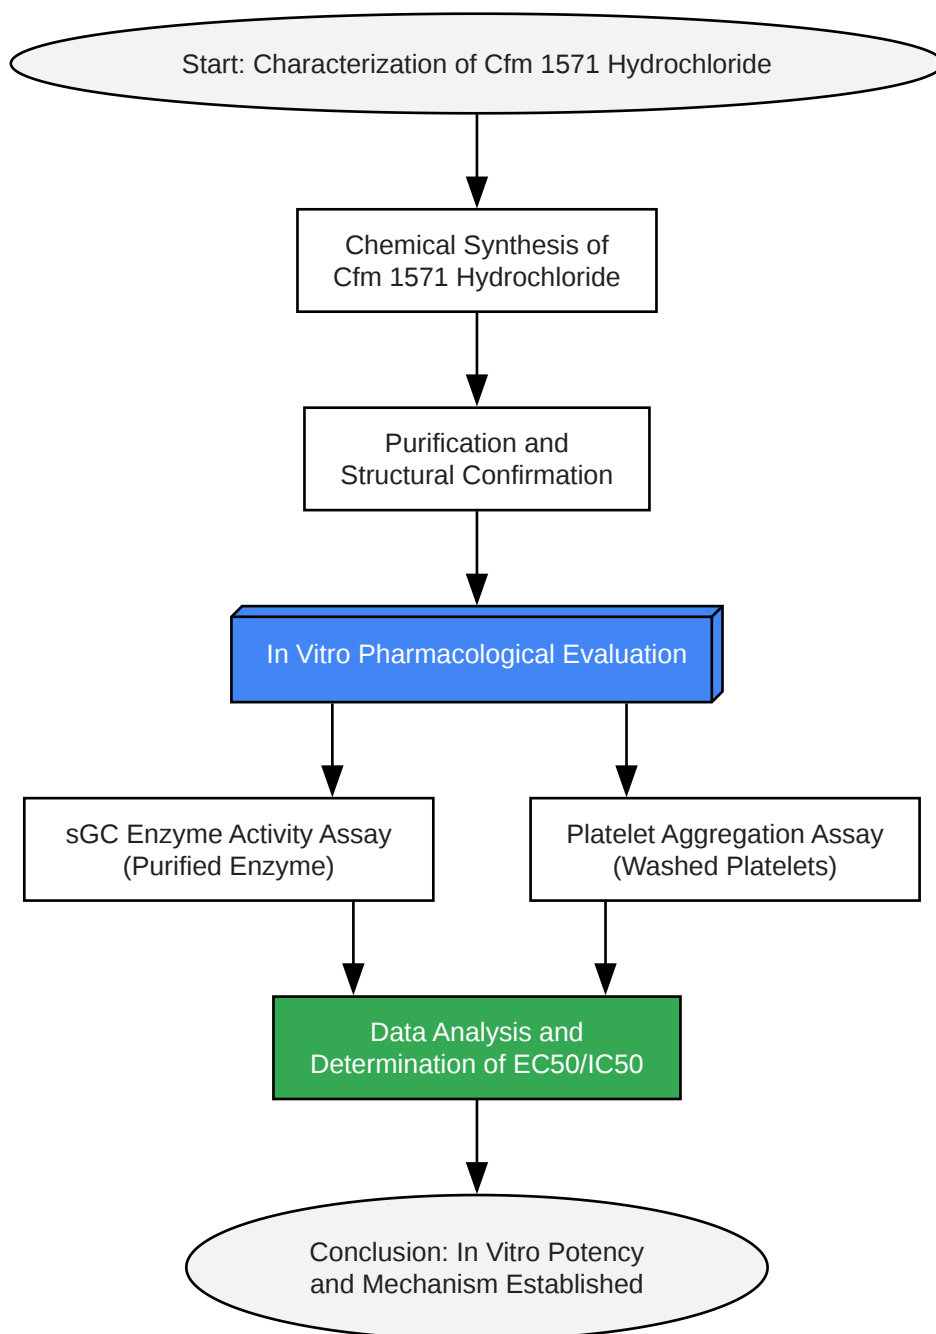 Start: Characterization of Cfm 1571 Hydrochloride
Chemical Synthesis of
Cfm 1571 Hydrochloride
Purification and
Structural Confirmation
In Vitro Pharmacological Evaluation
sGC Enzyme Activity Assay
(Purified Enzyme)
Platelet Aggregation Assay
(Washed Platelets)
Data Analysis and
Determination of EC50/IC50
Conclusion: In Vitro Potency
and Mechanism Established